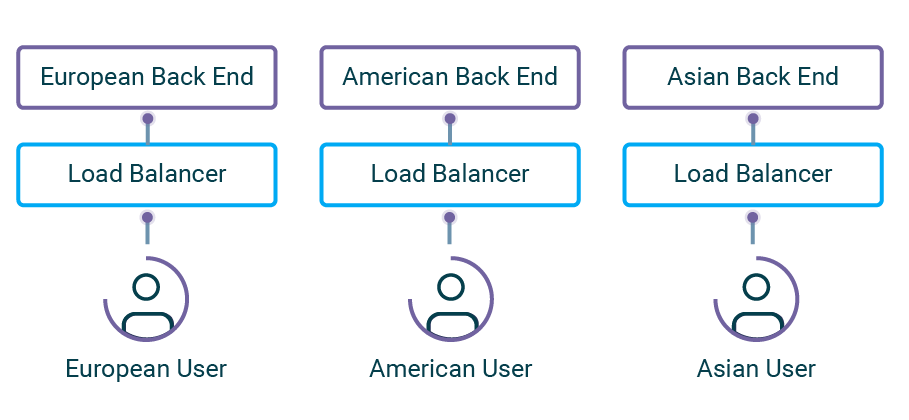 European Back End
American Back End
Asian Back End
Load Balancer
Load Balancer
Load Balancer
European User
American User
Asian User